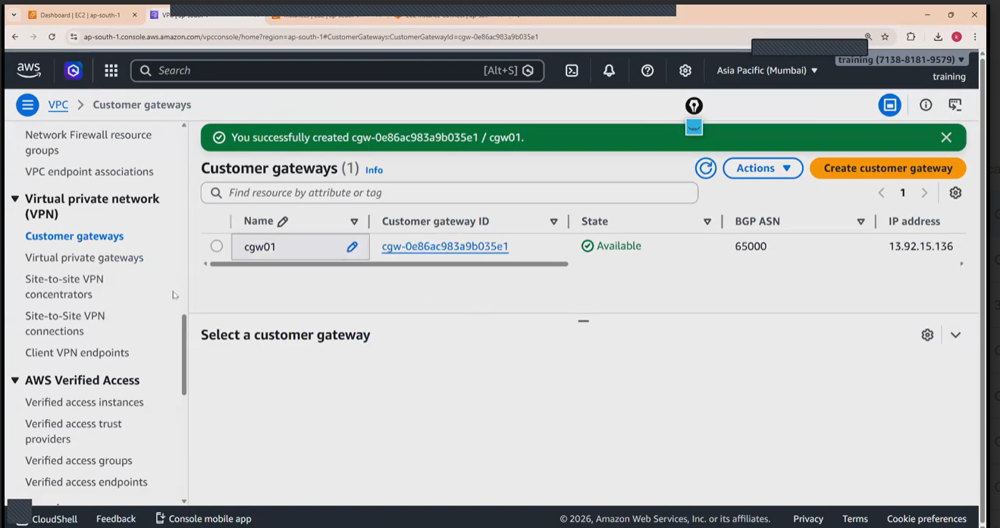 Dashboard | EC2 | ap-south-1
ap-south-1.console.aws.amazon.com/vpcconsole/home?region=ap-south-1#CustomerGateways:CustomerGatewayId=cgw-0e86ac983a9b035e1
k
aws
Search
[Alt+S]
Asia Pacific (Mumbai)
training (7138-8181-9579)
training
VPC
Customer gateways
Network Firewall resource
groups
VPC endpoint associations
Virtual private network
(VPN)
Customer gateways
Virtual private gateways
Site-to-site VPN
concentrators
Site-to-Site VPN
connections
Client VPN endpoints
AWS Verified Access
Verified access instances
Verified access trust
providers
Verified access groups
Verified access endpoints
You successfully created cgw-0e86ac983a9b035e1 / cgw01.
Customer gateways (1) Info
Actions
Create customer gateway
Find resource by attribute or tag
1
Name
Customer gateway ID
State
BGP ASN
IP address
cgw01
cgw-0e86ac983a9b035e1
Available
65000
13.92.15.136
Select a customer gateway
CloudShell
Feedback
Console mobile app
© 2026, Amazon Web Services, Inc. or its affiliates.
Privacy
Terms
Cookie preferences